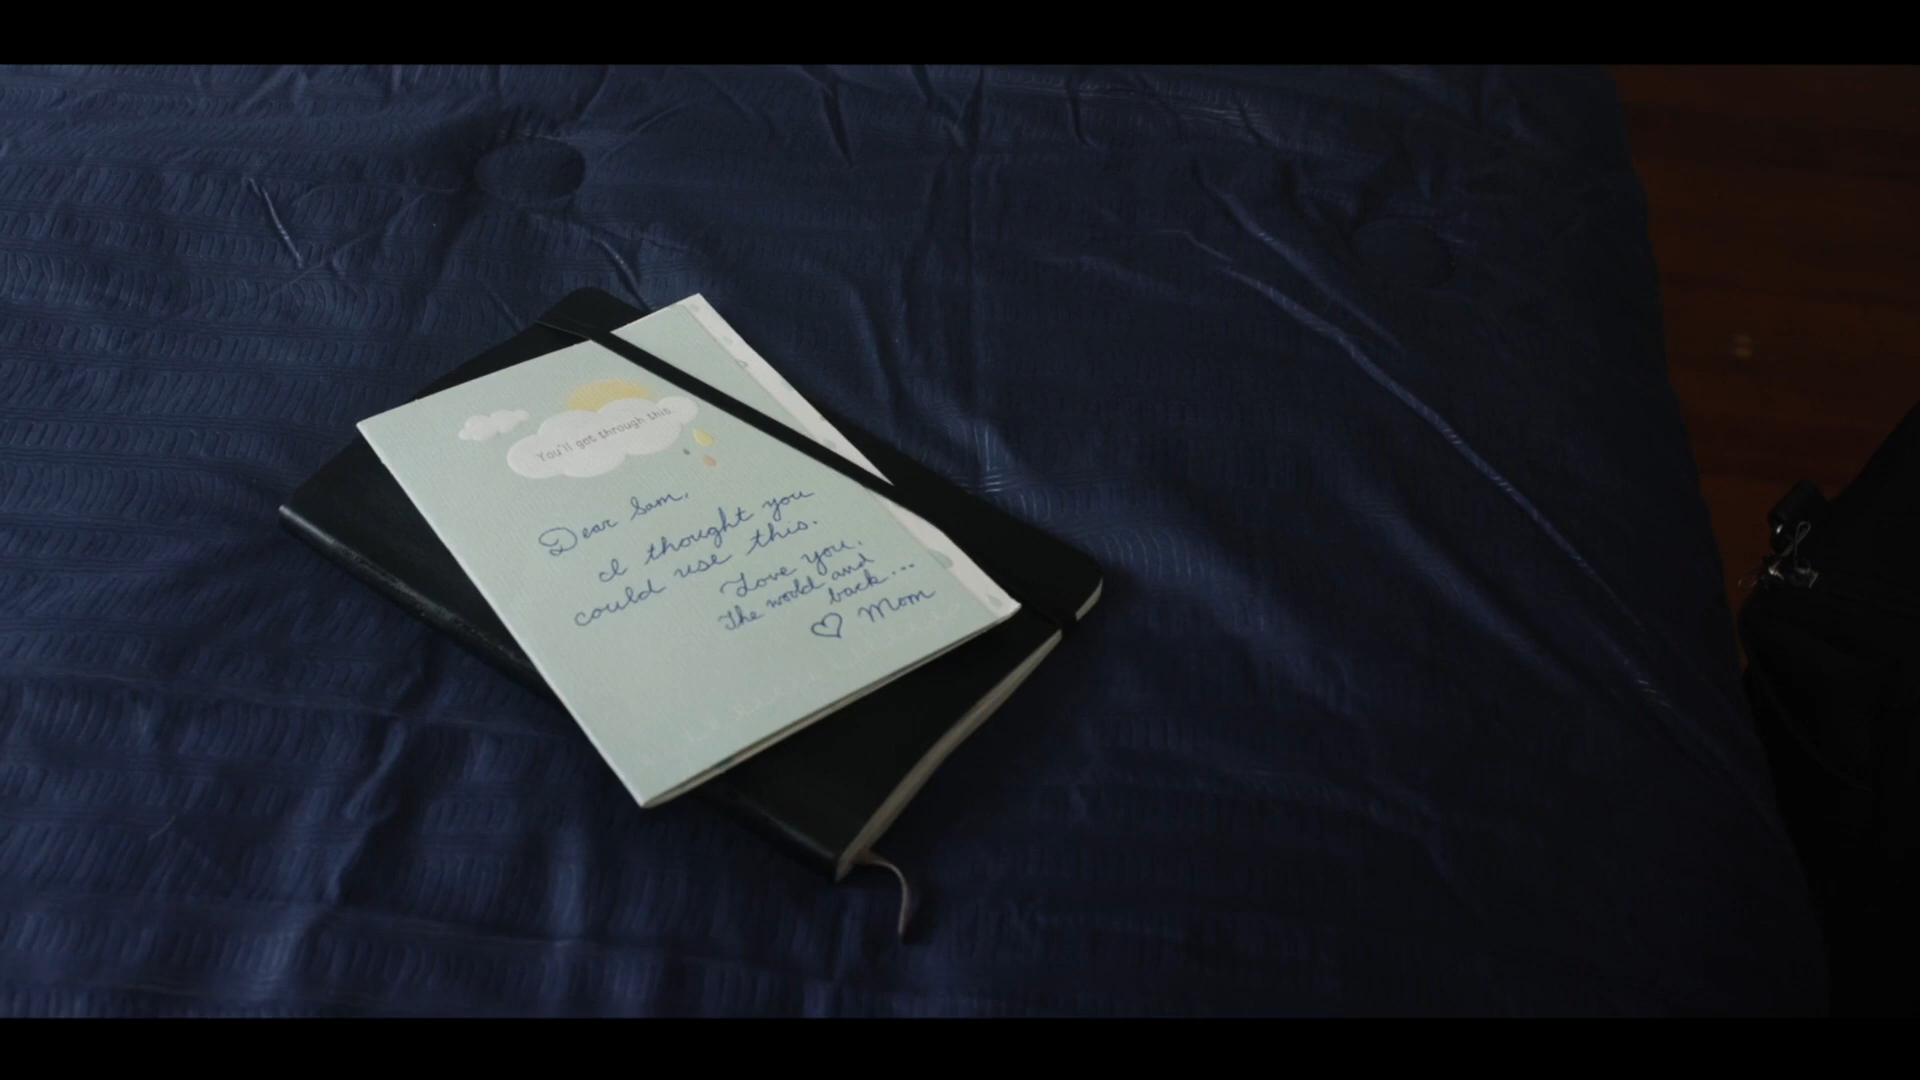 You'll get through this.
Dear Sam,
I thought you
could use this.
Love you.
The world and
back...
♡ Mom